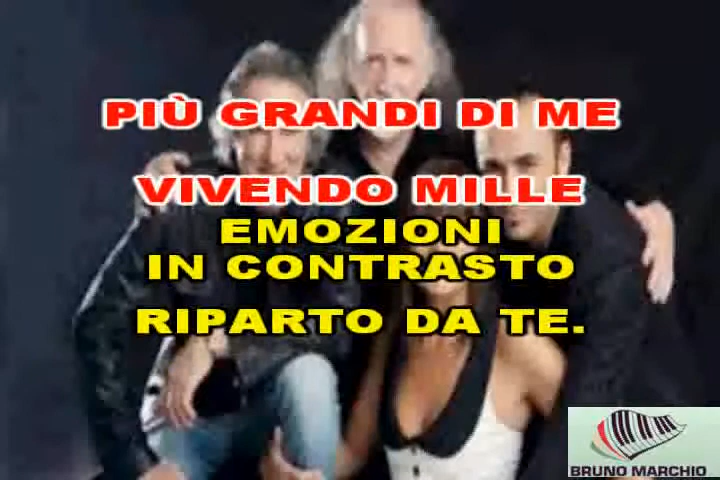 PIÙ GRANDI DI ME
VIVENDO MILLE
EMOZIONI
IN CONTRASTO
RIPARTO DA TE.
BRUNO MARCHIO